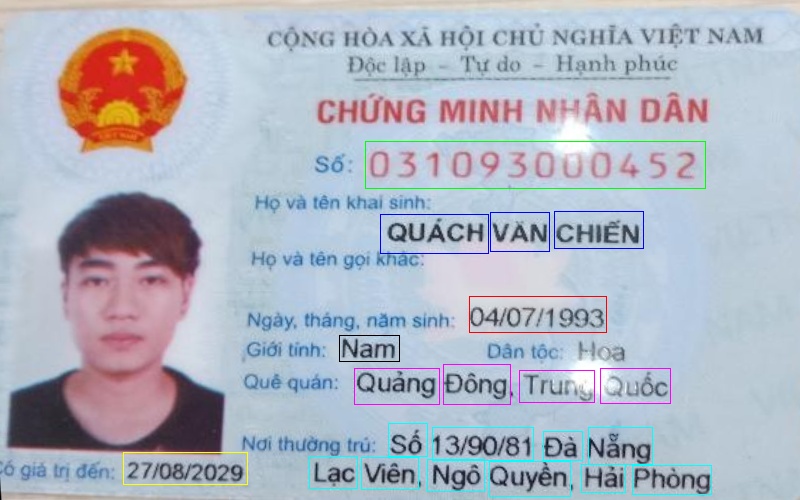 CỘNG HÒA XÃ HỘI CHỦ NGHĨA VIỆT NAM
Độc lập - Tự do - Hạnh phúc
CHỨNG MINH NHÂN DÂN
VIỆT NAM
Số: 031093000452
Họ và tên khai sinh:
QUÁCH VĂN CHIẾN
Họ và tên gọi khác:
Ngày, tháng, năm sinh: 04/07/1993
Giới tính: Nam Dân tộc: Hoa
Quê quán: Quảng Đông, Trung Quốc
Nơi thường trú: Số 13/90/81 Đà Nẵng
Có giá trị đến: 27/08/2029 Lạc Viên, Ngô Quyền, Hải Phòng